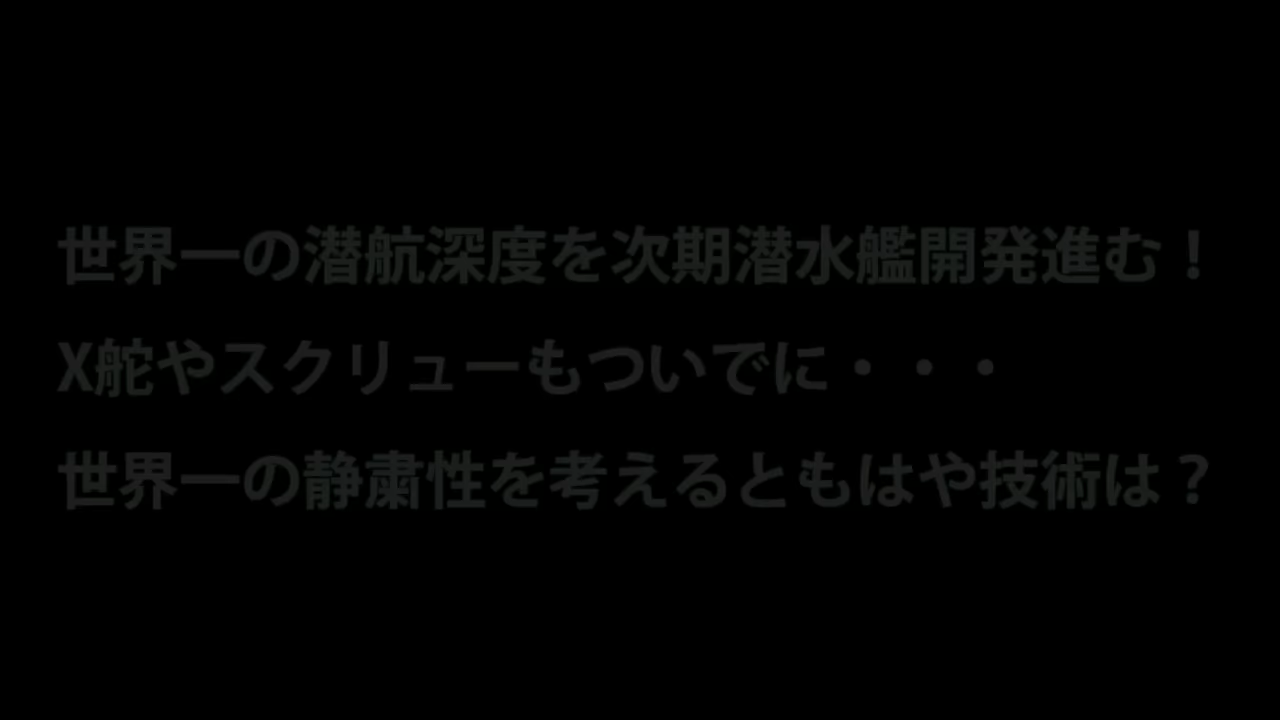 世界一の潜航深度を次期潜水艦開発進む！
X舵やスクリューもついでに・・・
世界一の静粛性を考えるともはや技術は？